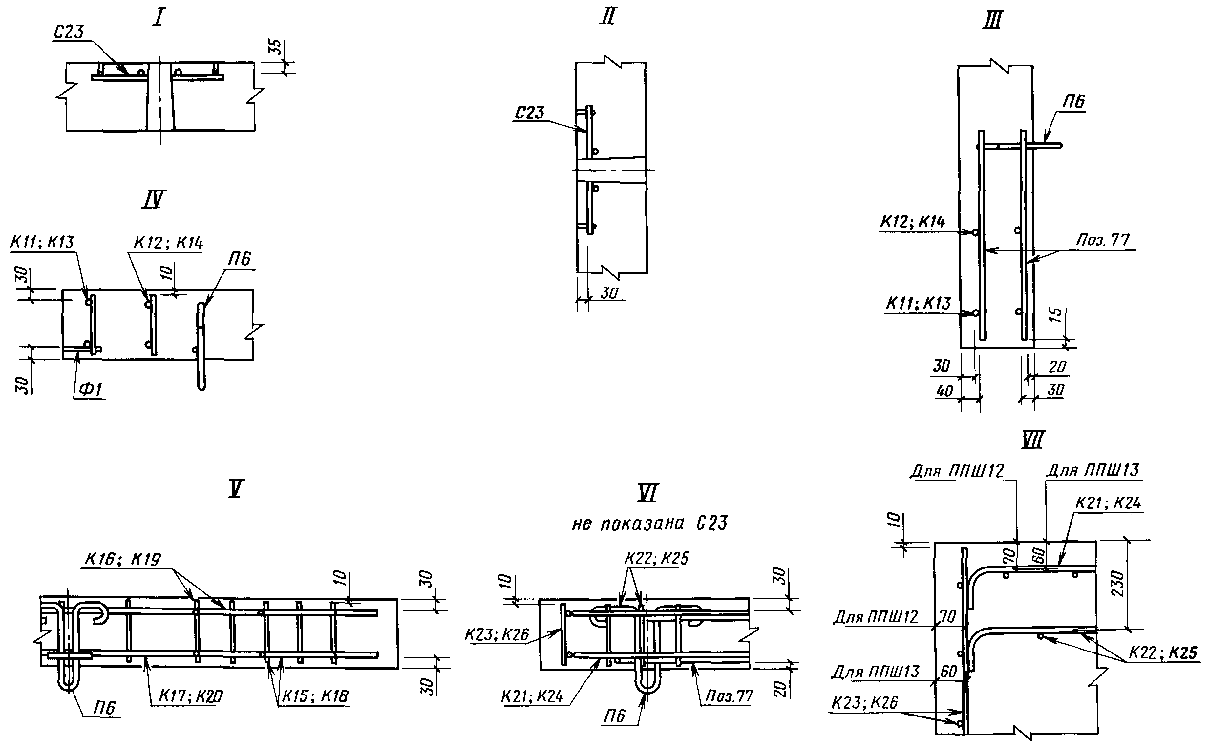 I
С23
35
II
С23
30
III
П6
К12; К14
Поз. 77
К11; К13
15
30
20
40
30
IV
К11; К13
К12; К14
П6
30
10
30
Ф1
V
К16; К19
10
30
К17; К20
К15; К18
30
П6
VI
не показана С23
10
К22; К25
30
К23; К26
К21; К24
Поз.77
20
П6
VII
Для ППШ12
Для ППШ13
К21; К24
10
70
60
230
Для ППШ12
70
К22; К25
Для ППШ13
60
К23; К26